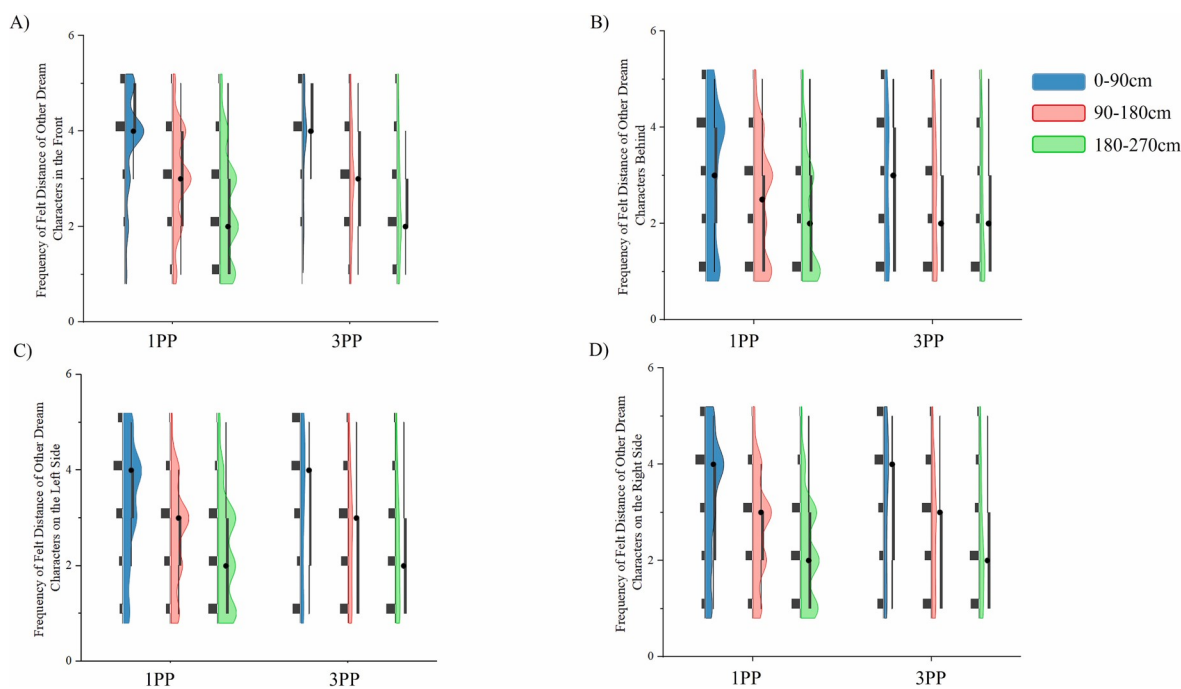 A)
6
4
2
0
Frequency of Felt Distance of Other Dream
Characters in the Front
1PP
3PP
B)
6
4
2
0
Frequency of Felt Distance of Other Dream
Characters Behind
1PP
3PP
0-90cm
90-180cm
180-270cm
C)
6
4
2
0
Frequency of Felt Distance of Other Dream
Characters on the Left Side
1PP
3PP
D)
6
4
2
0
Frequency of Felt Distance of Other Dream
Characters on the Right Side
1PP
3PP